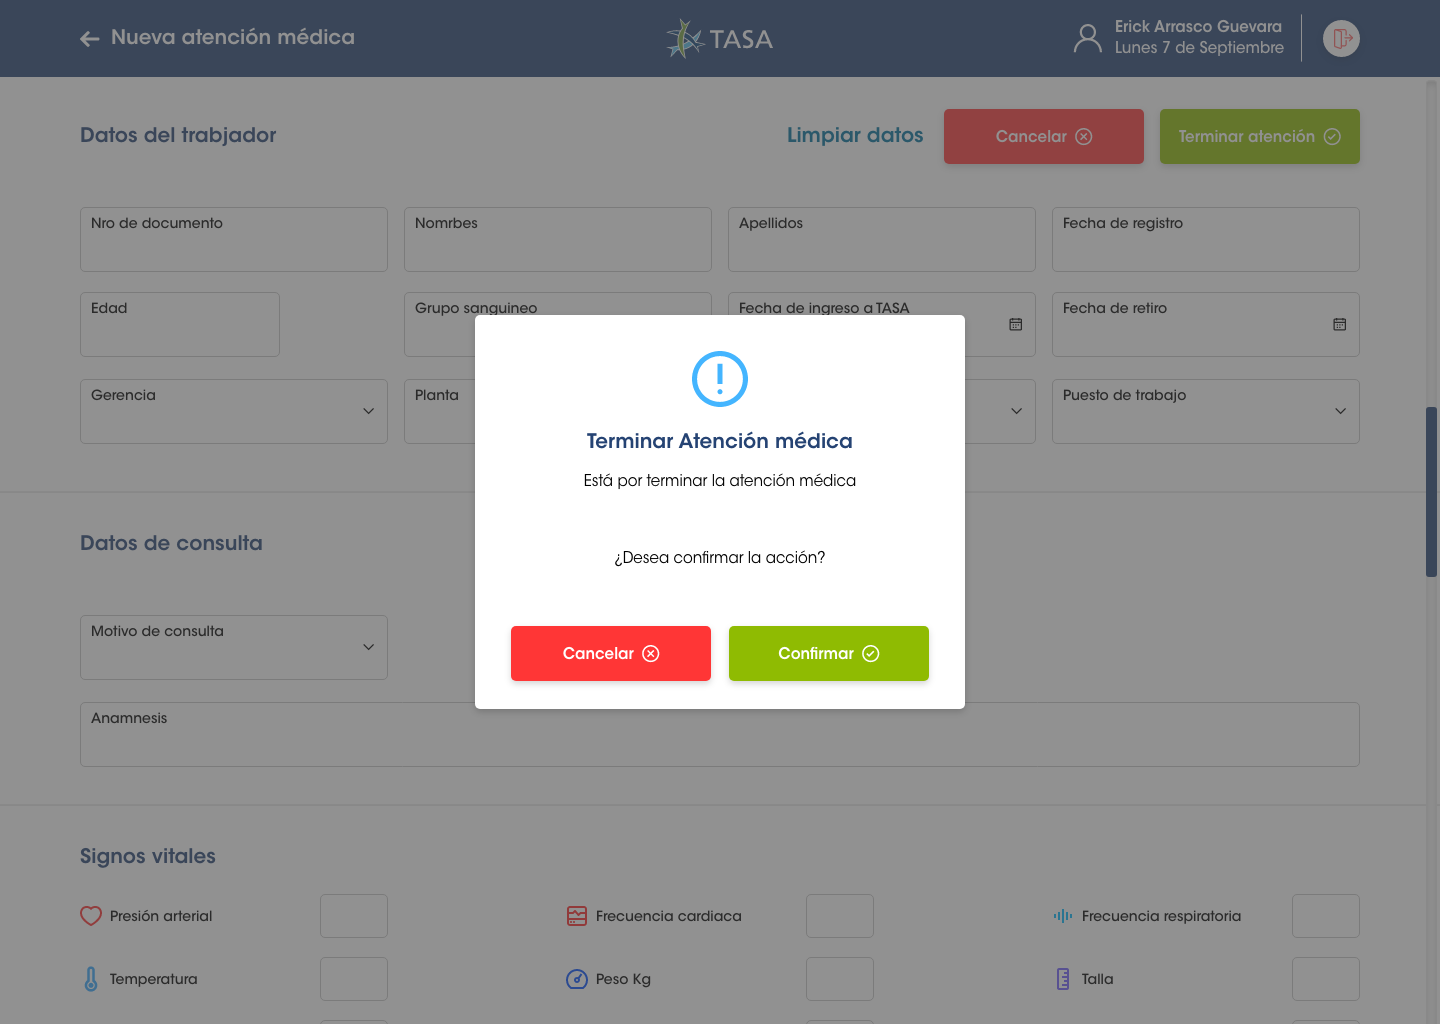 Nueva atención médica
TASA
Erick Arrasco Guevara
Lunes 7 de Septiembre
Datos del trabjador
Limpiar datos
Cancelar
Terminar atención
Nro de documento
Nomrbes
Apellidos
Fecha de registro
Edad
Grupo sanguineo
Fecha de ingreso a TASA
Fecha de retiro
Gerencia
Planta
Puesto de trabajo
Terminar Atención médica
Está por terminar la atención médica
¿Desea confirmar la acción?
Cancelar
Confirmar
Datos de consulta
Motivo de consulta
Anamnesis
Signos vitales
Presión arterial
Frecuencia cardiaca
Frecuencia respiratoria
Temperatura
Peso Kg
Talla